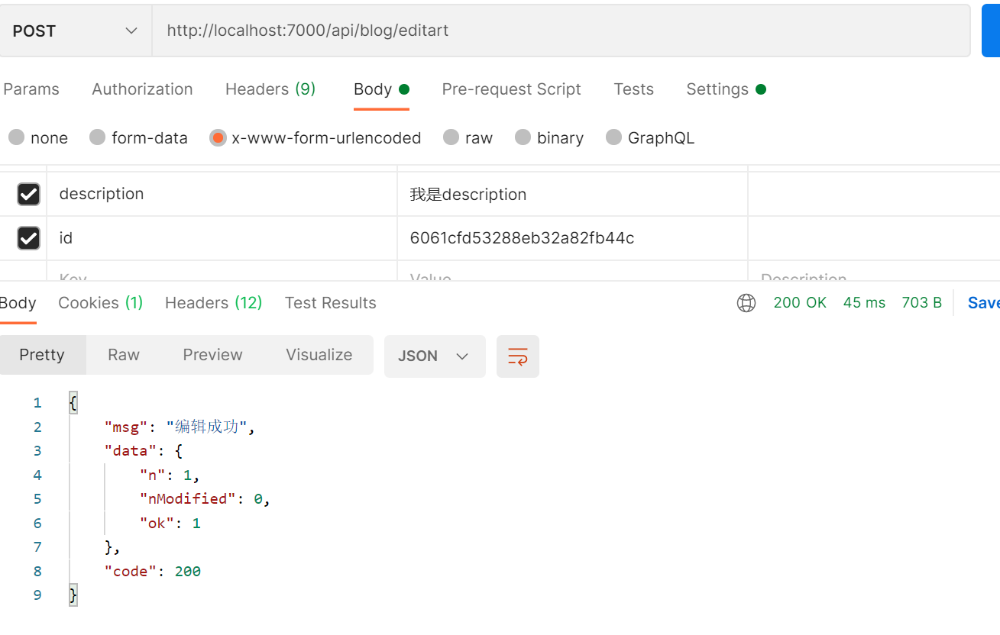 POST http://localhost:7000/api/blog/editart
Params Authorization Headers (9) Body Pre-request Script Tests Settings
none form-data x-www-form-urlencoded raw binary GraphQL
description 我是description
id 6061cfd53288eb32a82fb44c
Key Value Description
Body Cookies (1) Headers (12) Test Results 200 OK 45 ms 703 B Save
Pretty Raw Preview Visualize JSON
1 {
2 "msg": "编辑成功",
3 "data": {
4 "n": 1,
5 "nModified": 0,
6 "ok": 1
7 },
8 "code": 200
9 }